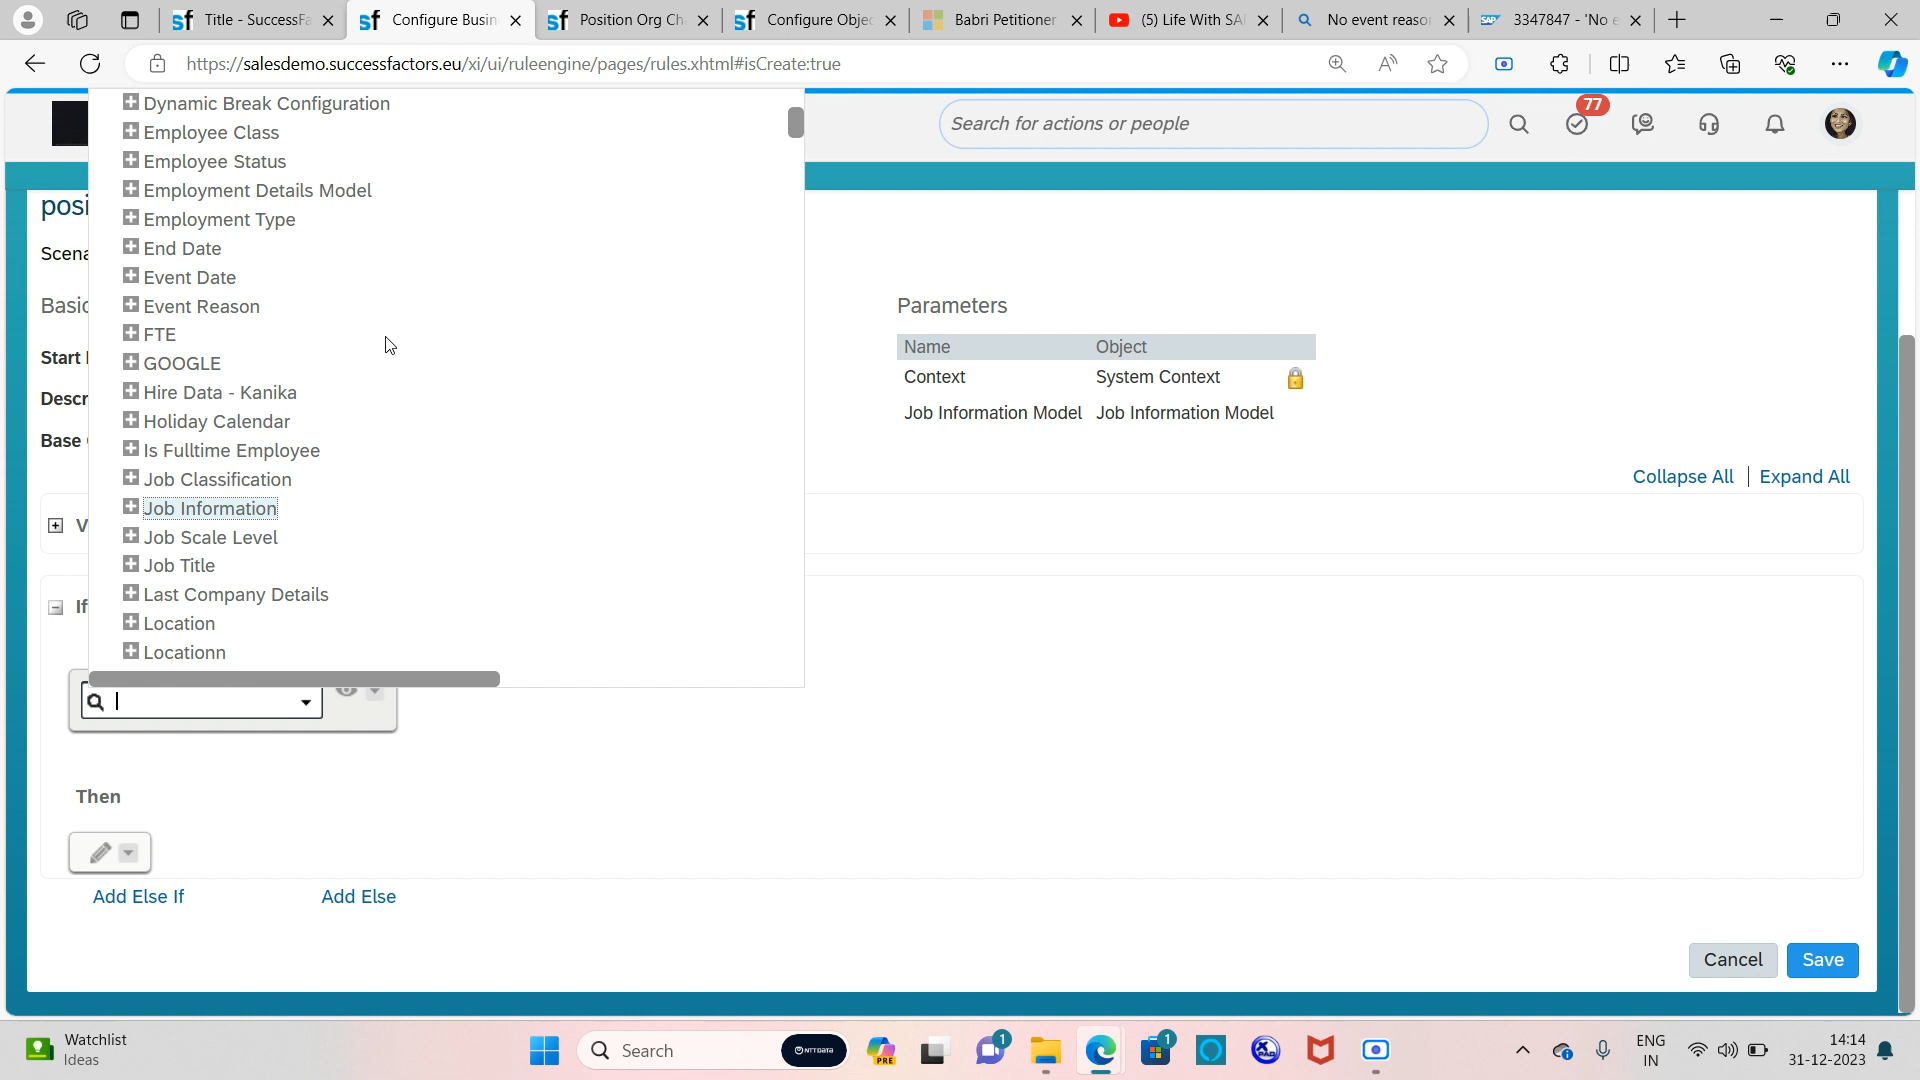 Title - SuccessFa
Configure Busin
Position Org Ch
Configure Objec
Babri Petitioner
(5) Life With SA
No event reaso
3347847 - 'No e
https://salesdemo.successfactors.eu/xi/ui/ruleengine/pages/rules.xhtml#isCreate:true
Search for actions or people
77
posi
Scena
Basic
Start
Descr
Base
Dynamic Break Configuration
Employee Class
Employee Status
Employment Details Model
Employment Type
End Date
Event Date
Event Reason
FTE
GOOGLE
Hire Data - Kanika
Holiday Calendar
Is Fulltime Employee
Job Classification
Job Information
Job Scale Level
Job Title
Last Company Details
Location
Locationn
Parameters
Name Object
Context System Context
Job Information Model Job Information Model
Collapse All Expand All
V
If
Then
Add Else If Add Else
Cancel Save
Watchlist
Ideas
Search
NTT DATA
PRE
1
1
ENG
IN
14:14
31-12-2023